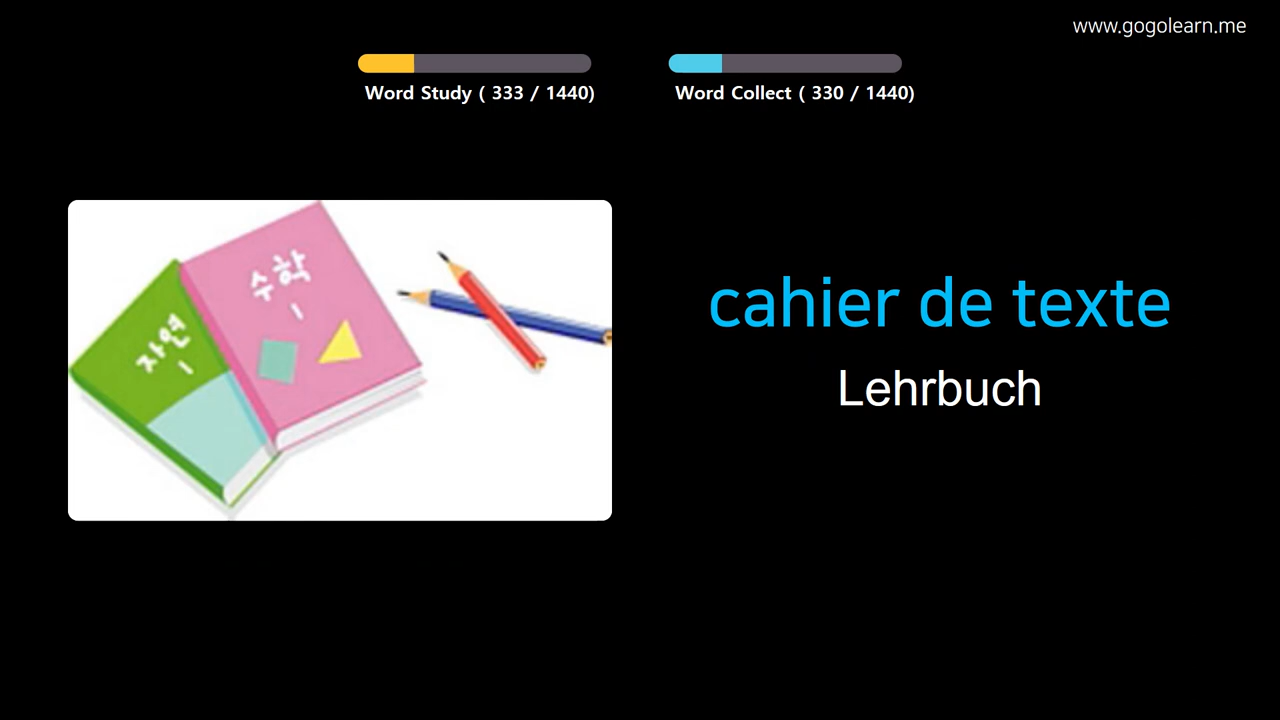 www.gogolearn.me
Word Study ( 333 / 1440)
Word Collect ( 330 / 1440)
수학
1
자연
1
cahier de texte
Lehrbuch